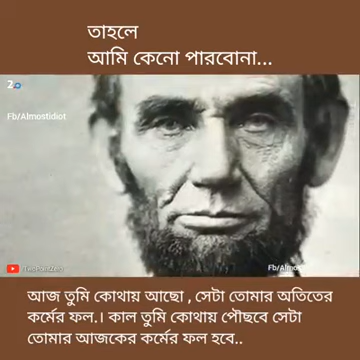 তাহলে
আমি কেনো পারবোনা...
Fb/Almostidiot
আজ তুমি কোথায় আছো , সেটা তোমার অতিতের
কর্মের ফল.। কাল তুমি কোথায় পৌছবে সেটা
তোমার আজকের কর্মের ফল হবে..